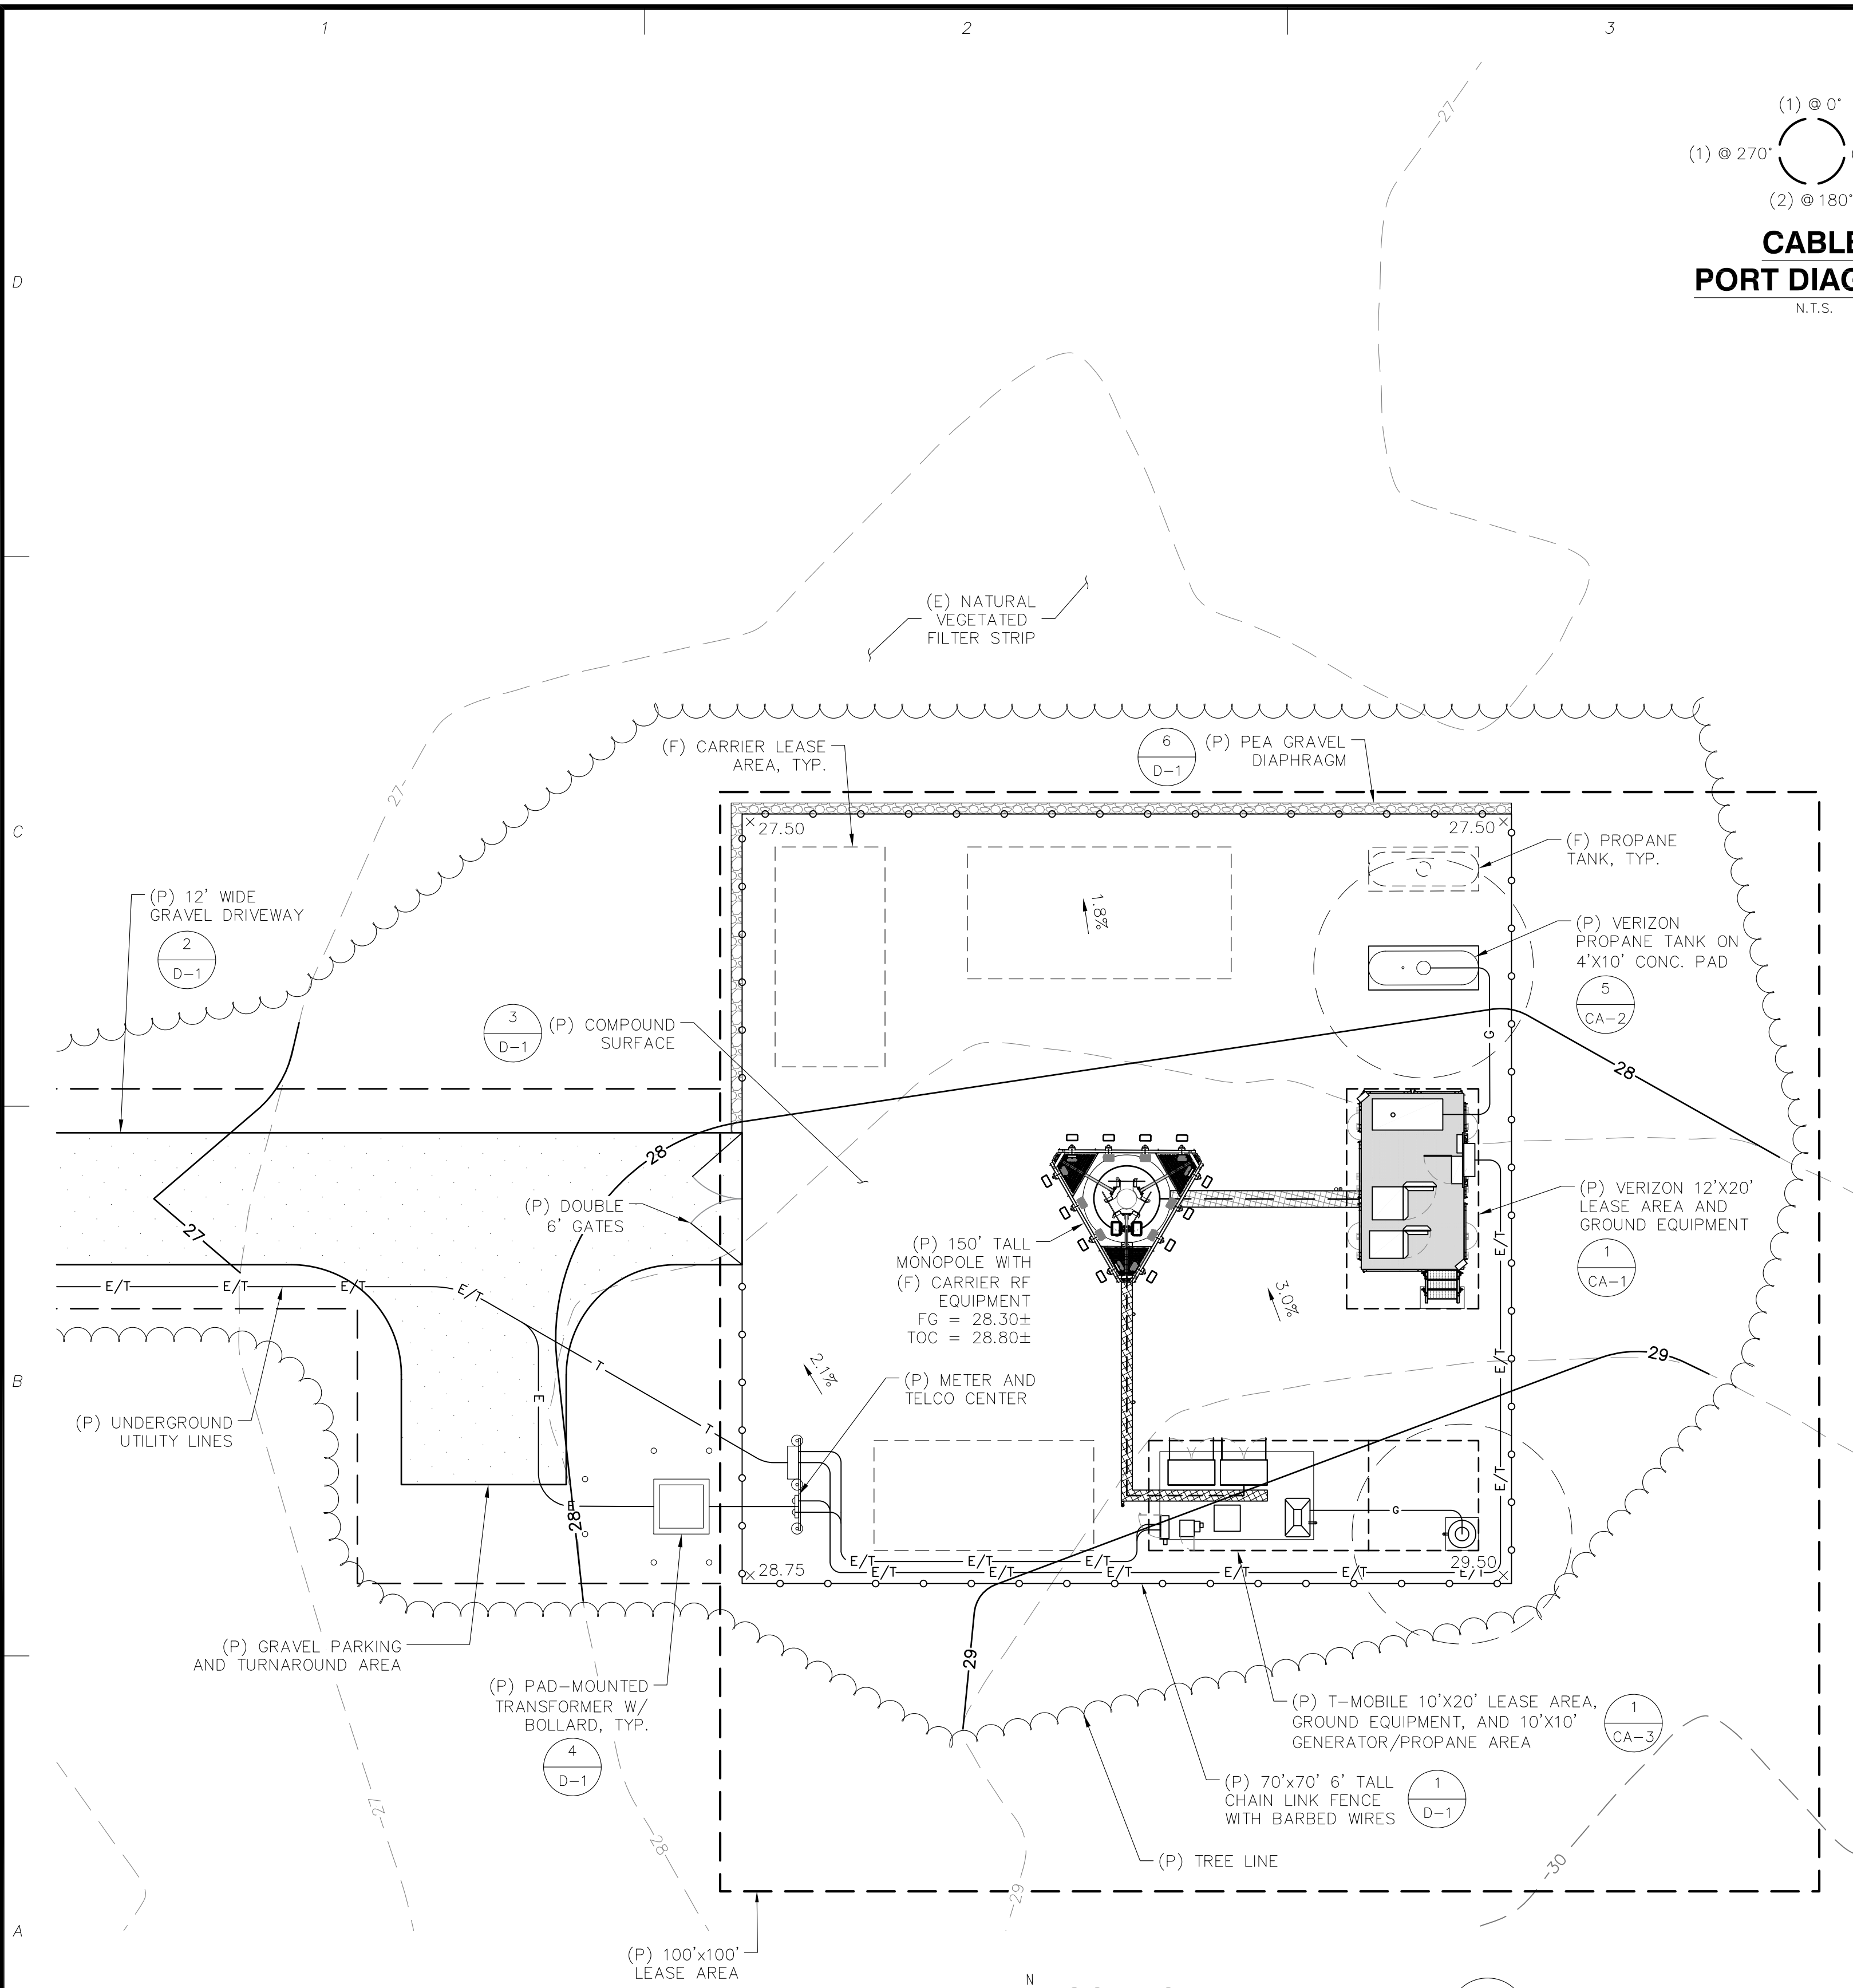 1
2
3
D
C
B
A
27
(1) @ 0°
(1) @ 270°
(2) @ 180°
CABLE
PORT DIAG
N.T.S.
(E) NATURAL
VEGETATED
FILTER STRIP
(F) CARRIER LEASE
AREA, TYP.
6
D-1
(P) PEA GRAVEL
DIAPHRAGM
27
27.50
27.50
(F) PROPANE
TANK, TYP.
(P) 12' WIDE
GRAVEL DRIVEWAY
2
D-1
1.8%
(P) VERIZON
PROPANE TANK ON
4'X10' CONC. PAD
5
CA-2
3
D-1
(P) COMPOUND
SURFACE
G
28
28
(P) DOUBLE
6' GATES
27
(P) 150' TALL
MONOPOLE WITH
(F) CARRIER RF
EQUIPMENT
FG = 28.30±
TOC = 28.80±
3.0%
(P) VERIZON 12'X20'
LEASE AREA AND
GROUND EQUIPMENT
1
CA-1
E/T
E/T
E/T
E/T
E/T
E/T
E/T
T
T
E
E
2.1%
(P) METER AND
TELCO CENTER
29
(P) UNDERGROUND
UTILITY LINES
28
G
E/T
E/T
E/T
E/T
E/T
E/T
E/T
E/T
28.75
29.50
(P) GRAVEL PARKING
AND TURNAROUND AREA
29
(P) PAD-MOUNTED
TRANSFORMER W/
BOLLARD, TYP.
4
D-1
(P) T-MOBILE 10'X20' LEASE AREA,
GROUND EQUIPMENT, AND 10'X10'
GENERATOR/PROPANE AREA
1
CA-3
(P) 70'x70' 6' TALL
CHAIN LINK FENCE
WITH BARBED WIRES
1
D-1
(P) TREE LINE
27
28
29
30
(P) 100'x100'
LEASE AREA
N